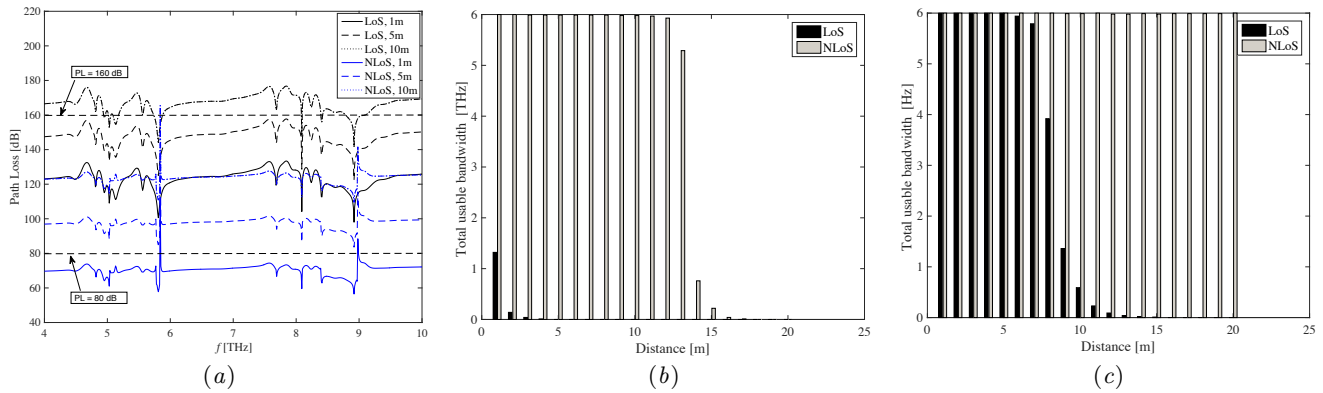 220
200
180
160
140
120
100
80
60
40
Path Loss [dB]
PL = 160 dB
PL = 80 dB
LoS, 1m
LoS, 5m
LoS, 10m
NLoS, 1m
NLoS, 5m
NLoS, 10m
4
5
6
7
8
9
10
f [THz]
(a)
6
5
4
3
2
1
0
Total usable bandwidth [THz]
LoS
NLoS
0
5
10
15
20
25
Distance [m]
(b)
6
5
4
3
2
1
0
Total usable bandwidth [Hz]
LoS
NLoS
0
5
10
15
20
25
Distance [m]
(c)